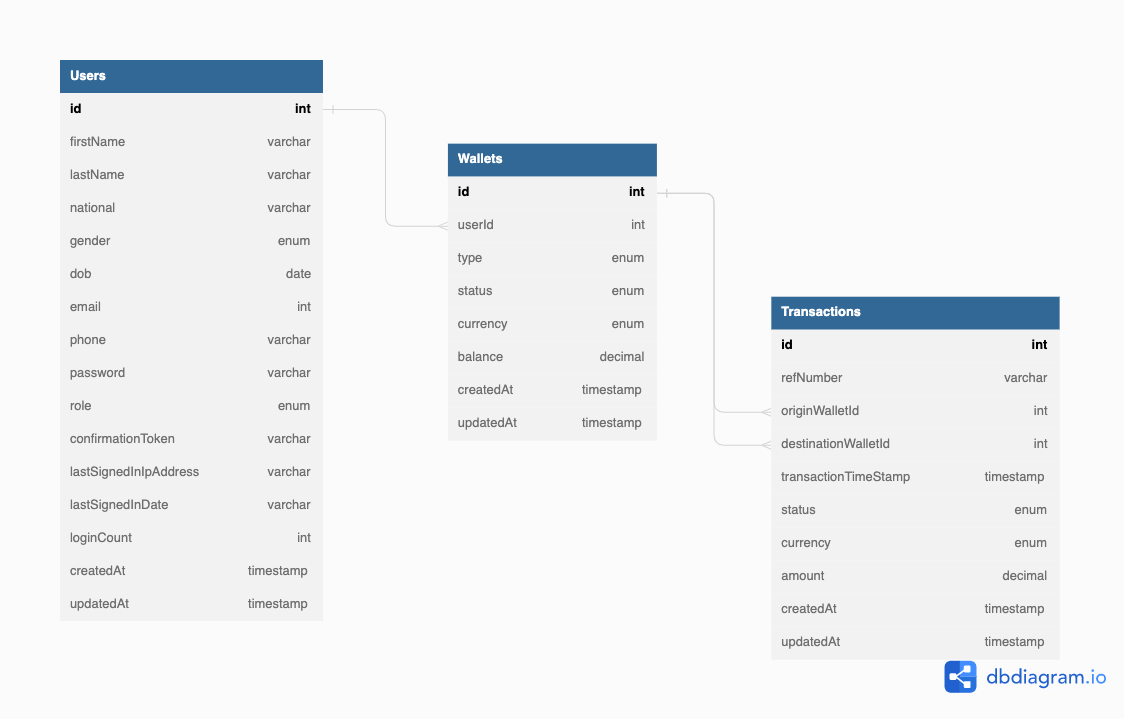 Users
id int
firstName varchar
lastName varchar
national varchar
gender enum
dob date
email int
phone varchar
password varchar
role enum
confirmationToken varchar
lastSignedInIpAddress varchar
lastSignedInDate varchar
loginCount int
createdAt timestamp
updatedAt timestamp
Wallets
id int
userId int
type enum
status enum
currency enum
balance decimal
createdAt timestamp
updatedAt timestamp
Transactions
id int
refNumber varchar
originWalletId int
destinationWalletId int
transactionTimeStamp timestamp
status enum
currency enum
amount decimal
createdAt timestamp
updatedAt timestamp
dbdiagram.io